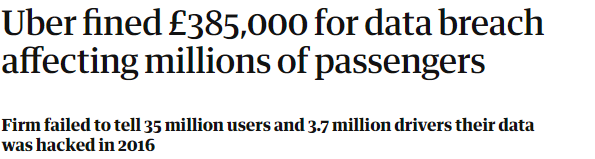 Uber fined £385,000 for data breach
affecting millions of passengers
Firm failed to tell 35 million users and 3.7 million drivers their data
was hacked in 2016